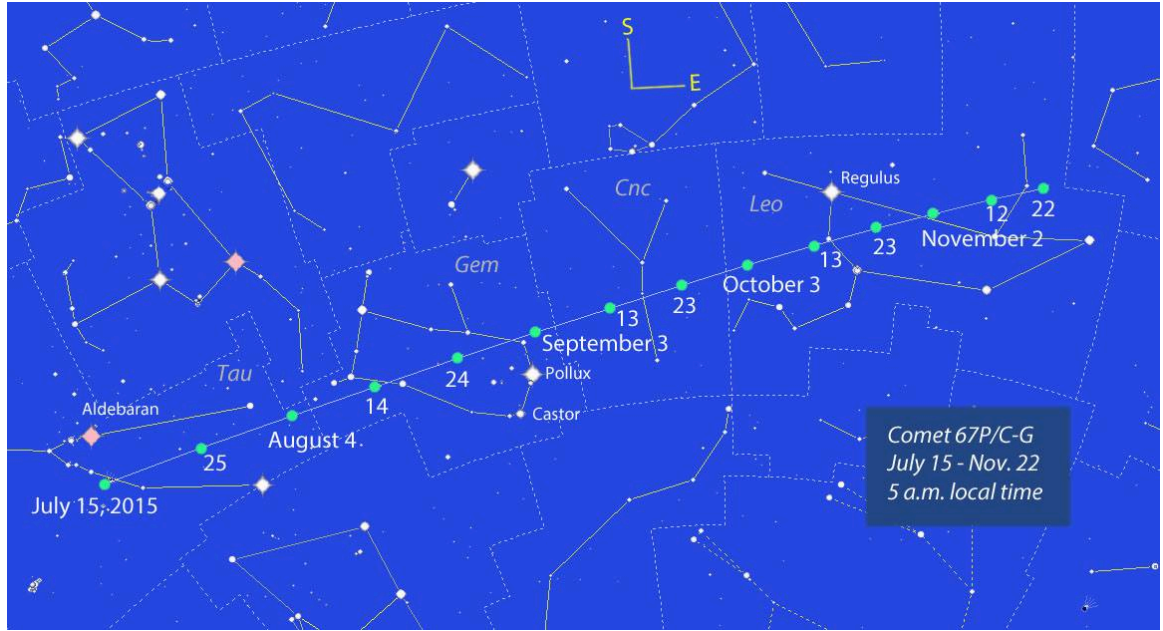 S
E
Cnc
Regulus
Leo
12
22
23
November 2
13
Gem
October 3
23
13
September 3
24
Pollux
Tau
14
Castor
Aldebaran
August 4
25
July 15, 2015
Comet 67P/C-G
July 15 - Nov. 22
5 a.m. local time